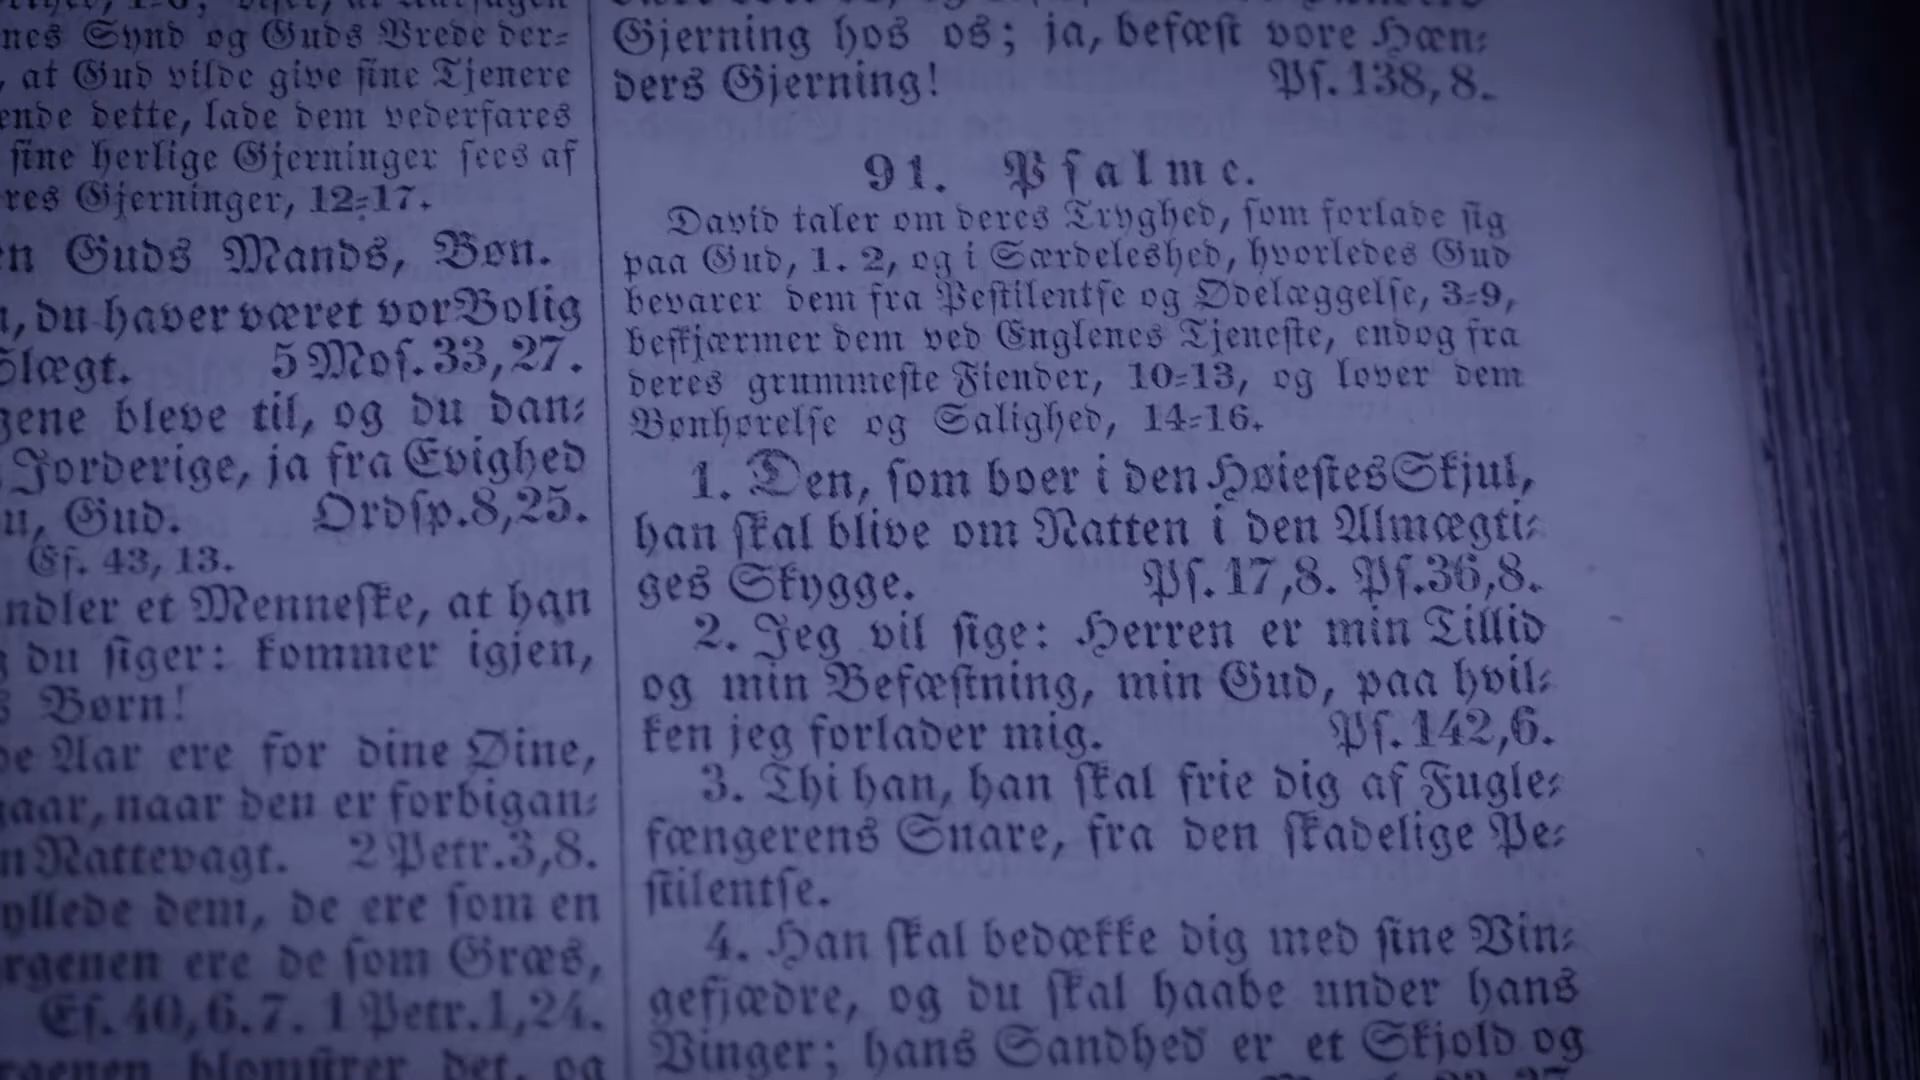 nes Synd og Guds Vrede der=
, at Gud vilde give sine Tjenere
ende dette, lade dem vederfares
sine herlige Gjerninger sees af
res Gjerninger, 12=17.
en Guds Mands, Bøn.
, du haver været vor Bolig
Slægt. 5 Mos. 33, 27.
gene bleve til, og du dan=
Jorderige, ja fra Evighed
u, Gud. Ordsp. 8, 25.
Es. 43, 13.
ndler et Menneske, at han
g du siger: kommer igjen,
s Børn!
de Aar ere for dine Øine,
gaar, naar den er forbigan=
n Nattevagt. 2 Petr. 3, 8.
yllede dem, de ere som en
rgenen ere de som Græs,
Es. 40, 6. 7. 1 Petr. 1, 24.
rgenen blomstrer det, og
Gjerning hos os; ja, befæst vore Hæn=
ders Gjerning! Ps. 138, 8.
91. Psalme.
David taler om deres Tryghed, som forlade sig
paa Gud, 1. 2, og i Særdeleshed, hvorledes Gud
bevarer dem fra Pestilentse og Ødelæggelse, 3=9,
beskjærmer dem ved Englenes Tjeneste, endog fra
deres grummeste Fiender, 10=13, og lover dem
Bønhørelse og Salighed, 14=16.
1. Den, som boer i den Høiestes Skjul,
han skal blive om Natten i den Almægti=
ges Skygge. Ps. 17, 8. Ps. 36, 8.
2. Jeg vil sige: Herren er min Tillid
og min Befæstning, min Gud, paa hvil=
ken jeg forlader mig. Ps. 142, 6.
3. Thi han, han skal frie dig af Fugle=
fængerens Snare, fra den skadelige Pe=
stilentse.
4. Han skal bedække dig med sine Vin=
gefjædre, og du skal haabe under hans
Vinger; hans Sandhed er et Skjold og